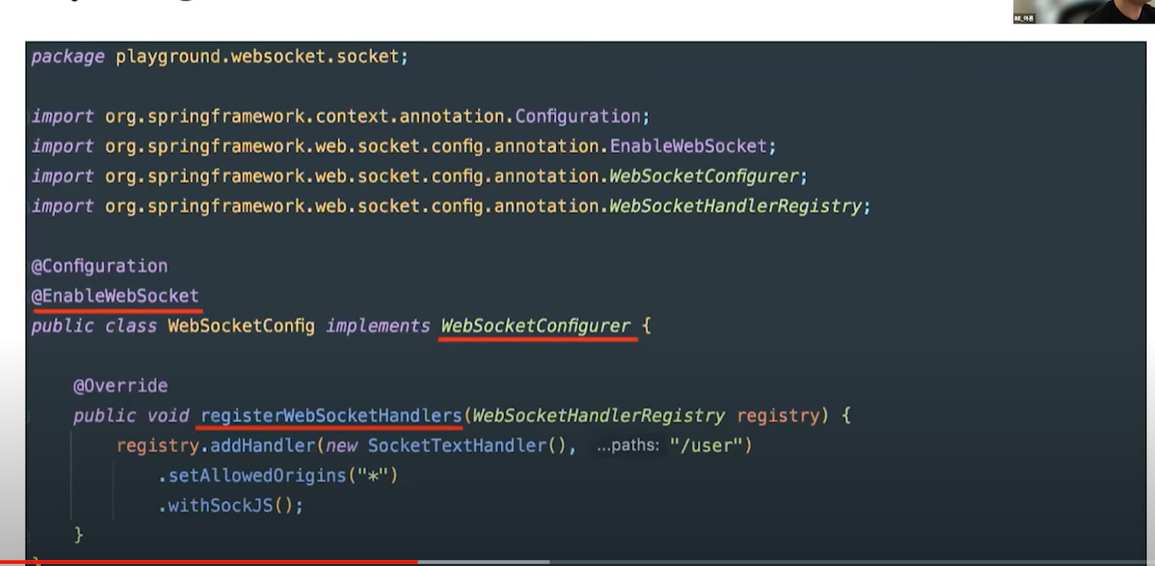 package playground.websocket.socket;
import org.springframework.context.annotation.Configuration;
import org.springframework.web.socket.config.annotation.EnableWebSocket;
import org.springframework.web.socket.config.annotation.WebSocketConfigurer;
import org.springframework.web.socket.config.annotation.WebSocketHandlerRegistry;
@Configuration
@EnableWebSocket
public class WebSocketConfig implements WebSocketConfigurer {
@Override
public void registerWebSocketHandlers(WebSocketHandlerRegistry registry) {
registry.addHandler(new SocketTextHandler(), ...paths: "/user")
.setAllowedOrigins("*")
.withSockJS();
}